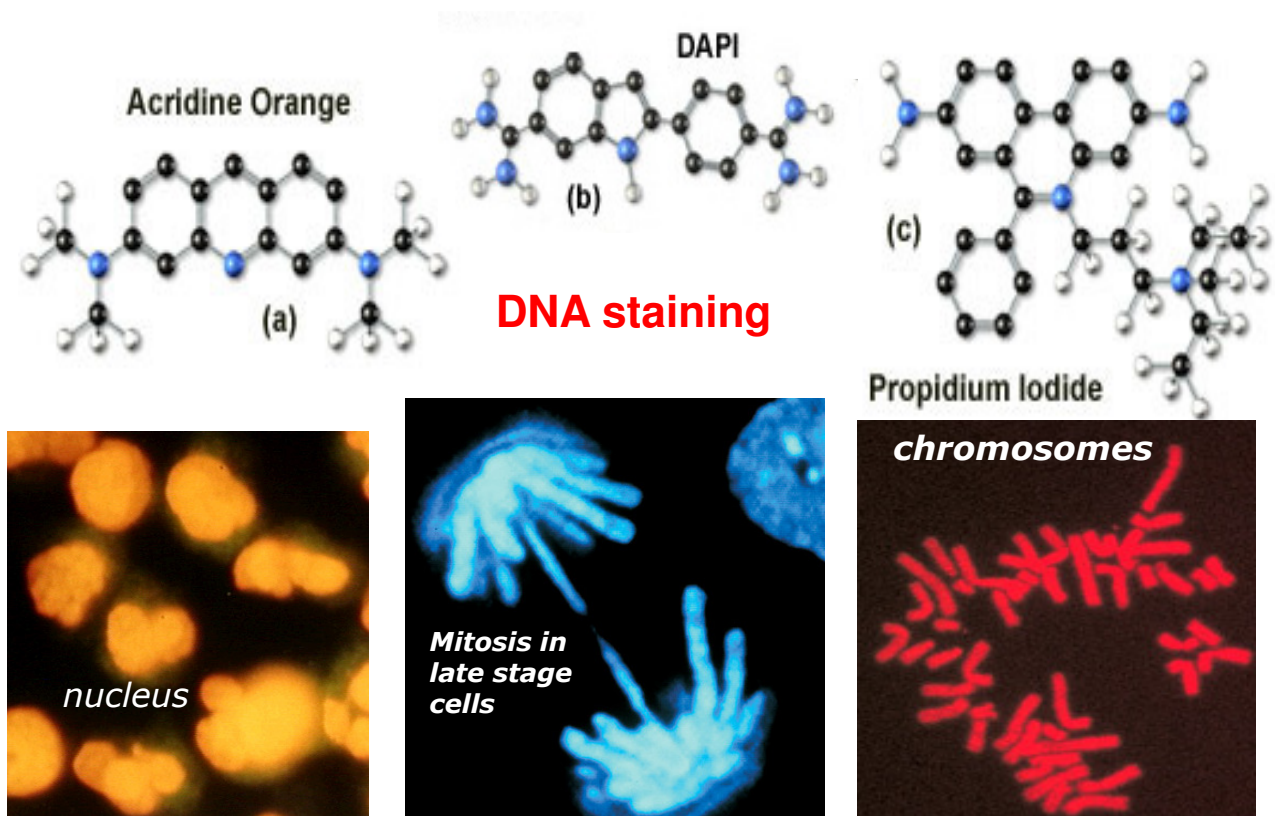 DAPI
Acridine Orange
(b)
(c)
(a)
DNA staining
Propidium Iodide
chromosomes
Mitosis in
late stage
cells
nucleus